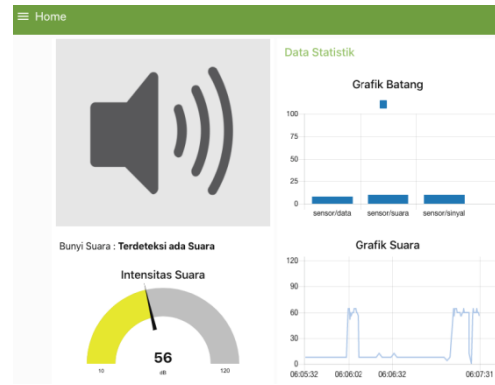 Home
Bunyi Suara : Terdeteksi ada Suara
Intensitas Suara
56
dB
10
120
Data Statistik
Grafik Batang
100
75
50
25
0
sensor/data sensor/suara sensor/sinyal
Grafik Suara
120
90
60
30
0
06:05:32 06:06:02 06:06:32 06:07:31